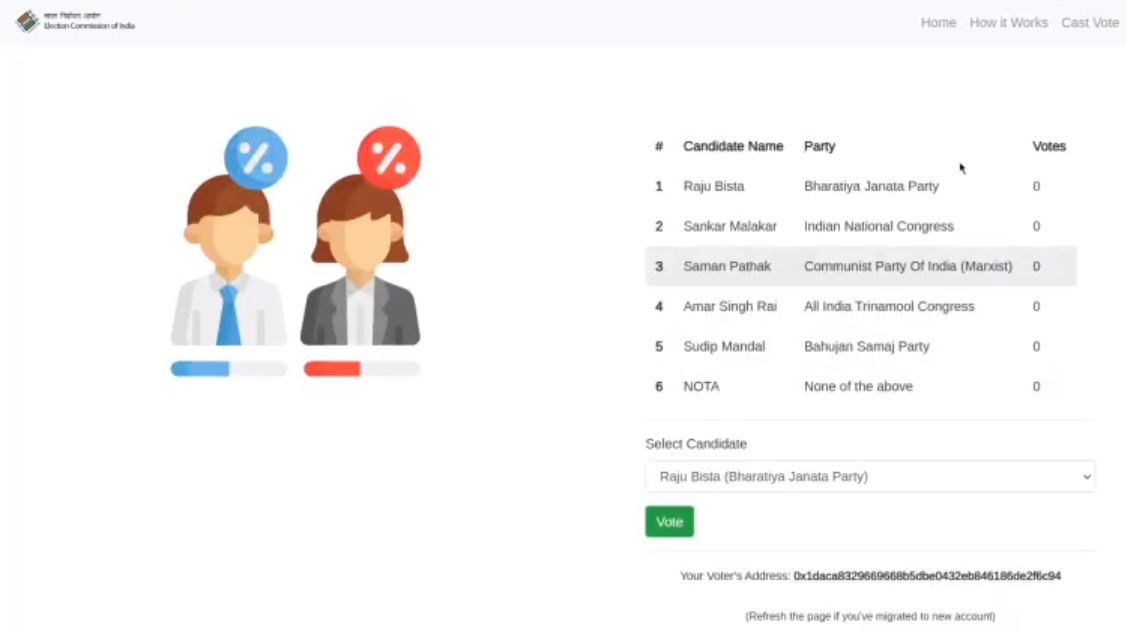 भारत निर्वाचन आयोग
Election Commission of India
Home How it Works Cast Vote
# Candidate Name Party Votes
1 Raju Bista Bharatiya Janata Party 0
2 Sankar Malakar Indian National Congress 0
3 Saman Pathak Communist Party Of India (Marxist) 0
4 Amar Singh Rai All India Trinamool Congress 0
5 Sudip Mandal Bahujan Samaj Party 0
6 NOTA None of the above 0
Select Candidate
Raju Bista (Bharatiya Janata Party)
Vote
Your Voter's Address: 0x1daca8329669668b5dbe0432eb846186de2f6c94
(Refresh the page if you've migrated to new account)